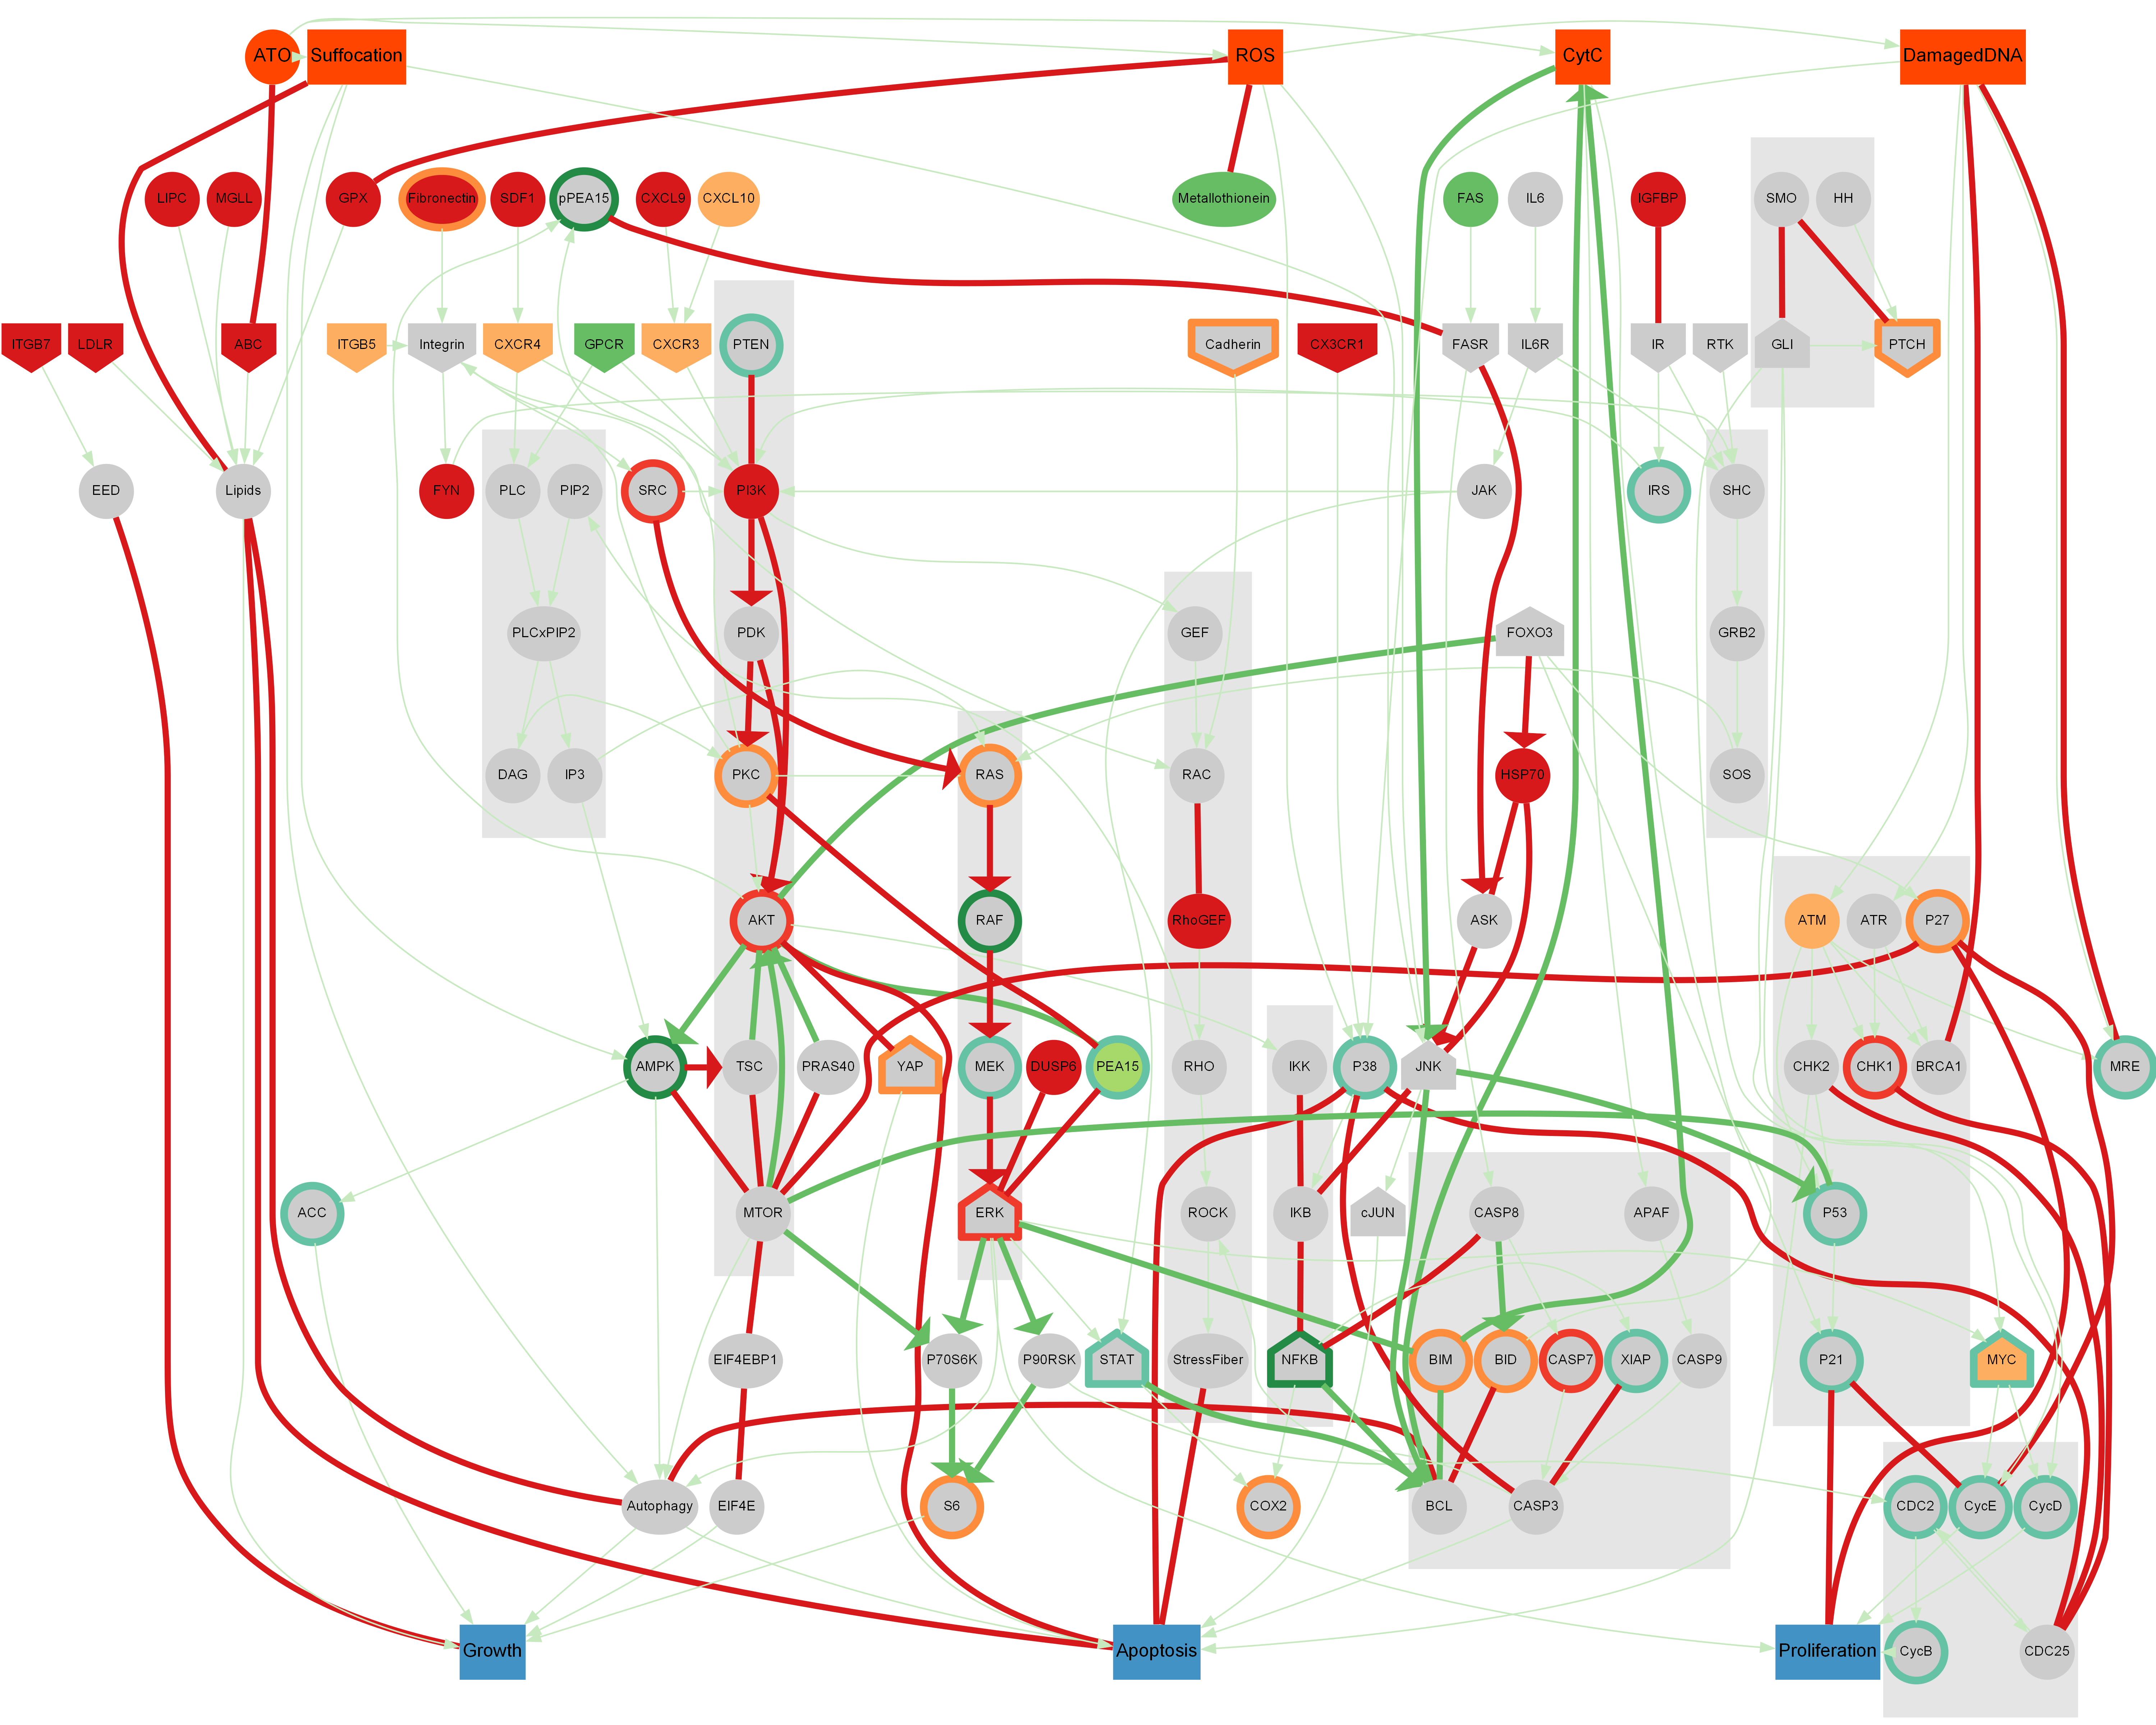 ATO
Suffocation
ROS
CytC
DamagedDNA
LIPC
MGLL
GPX
Fibronectin
SDF1
pPEA15
CXCL9
CXCL10
Metallothionein
FAS
IL6
IGFBP
SMO
HH
ITGB7
LDLR
ABC
ITGB5
Integrin
CXCR4
GPCR
CXCR3
PTEN
Cadherin
CX3CR1
FASR
IL6R
IR
RTK
GLI
PTCH
EED
Lipids
FYN
PLC
PIP2
SRC
PI3K
JAK
IRS
SHC
PLCxPIP2
PDK
GEF
FOXO3
GRB2
DAG
IP3
PKC
RAS
RAC
HSP70
SOS
AKT
RAF
RhoGEF
ASK
ATM
ATR
P27
AMPK
TSC
PRAS40
YAP
MEK
DUSP6
PEA15
RHO
IKK
P38
JNK
CHK2
CHK1
BRCA1
MRE
ACC
MTOR
ERK
ROCK
IKB
cJUN
CASP8
APAF
P53
EIF4EBP1
P70S6K
P90RSK
STAT
StressFiber
NFKB
BIM
BID
CASP7
XIAP
CASP9
P21
MYC
Autophagy
EIF4E
S6
COX2
BCL
CASP3
CDC2
CycE
CycD
Growth
Apoptosis
Proliferation
CycB
CDC25